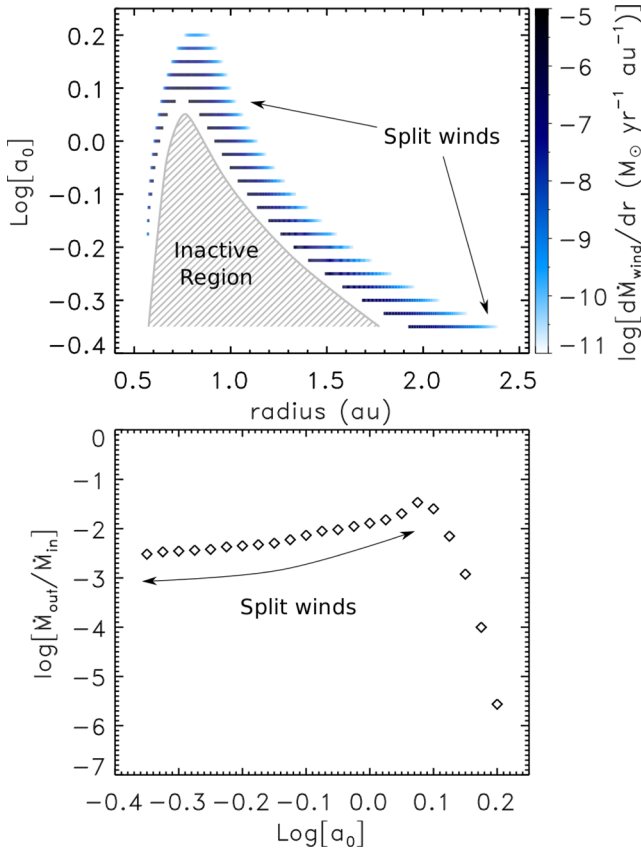 0.2
0.1
0.0
−0.1
−0.2
−0.3
−0.4
Log[a₀]
Split winds
Inactive
Region
0.5 1.0 1.5 2.0 2.5
radius (au)
−5
−6
−7
−8
−9
−10
−11
log[dṀwind/dr (M⊙ yr⁻¹ au⁻¹)]
0
−1
−2
−3
−4
−5
−6
−7
log[Ṁout/Ṁin]
Split winds
−0.4 −0.3 −0.2 −0.1 0.0 0.1 0.2
Log[a₀]